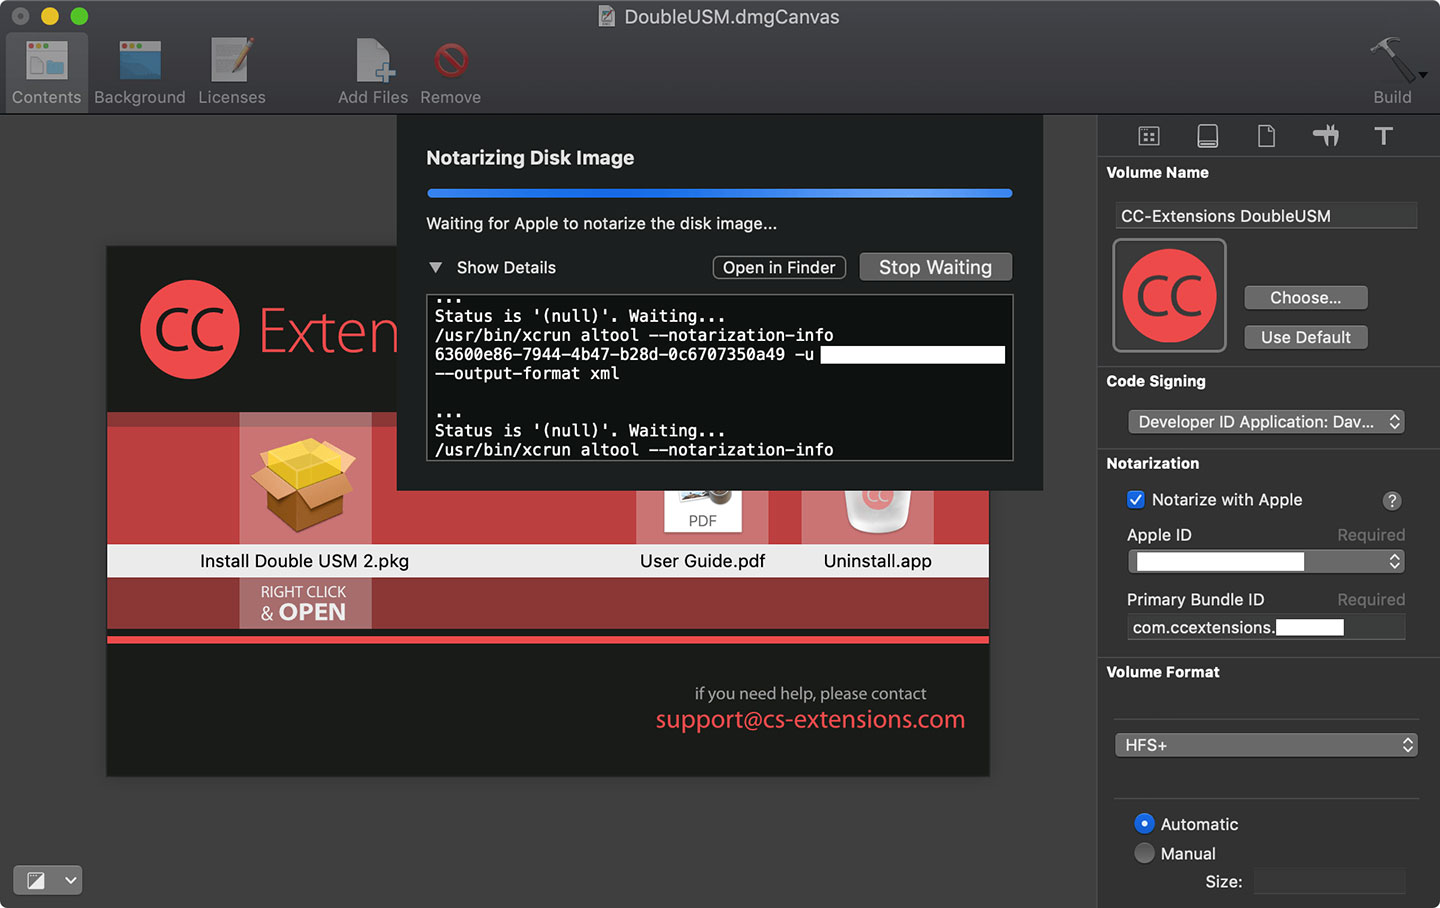 DoubleUSM.dmgCanvas
Contents
Background
Licenses
Add Files
Remove
Build
Notarizing Disk Image
Waiting for Apple to notarize the disk image...
Show Details
Open in Finder
Stop Waiting
...
Status is '(null)'. Waiting...
/usr/bin/xcrun altool --notarization-info
63600e86-7944-4b47-b28d-0c6707350a49 -u
--output-format xml
...
Status is '(null)'. Waiting...
/usr/bin/xcrun altool --notarization-info
CC Exten
PDF
CC
Install Double USM 2.pkg
User Guide.pdf
Uninstall.app
RIGHT CLICK
& OPEN
if you need help, please contact
support@cs-extensions.com
T
Volume Name
CC-Extensions DoubleUSM
CC
Choose...
Use Default
Code Signing
Developer ID Application: Dav...
Notarization
Notarize with Apple
?
Apple ID
Required
Primary Bundle ID
Required
com.ccextensions.
Volume Format
HFS+
Automatic
Manual
Size: